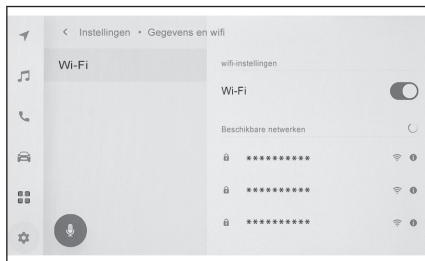 Instellingen • Gegevens en wifi
Wi-Fi
wifi-instellingen
Wi-Fi
Beschikbare netwerken
**********
**********
**********